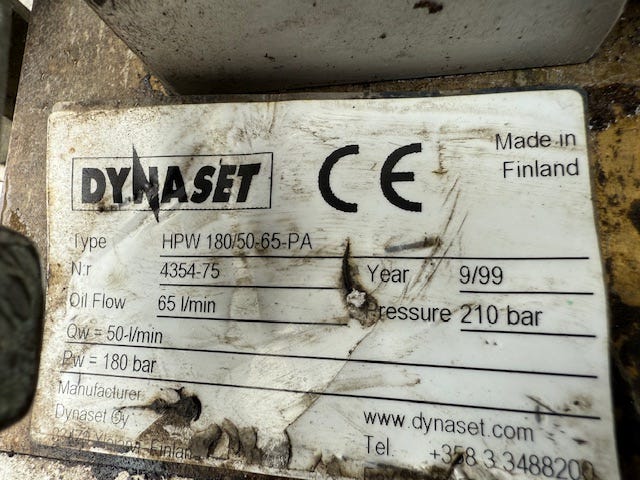 DYNASET
CE
Made in
Finland
Type HPW 180/50-65-PA
N:r 4354-75 Year 9/99
Oil Flow 65 l/min Pressure 210 bar
Qw = 50-l/min
Pw = 180 bar
Manufacturer
Dynaset Oy
Finland
www.dynaset.com
Tel. +358 3 3488200